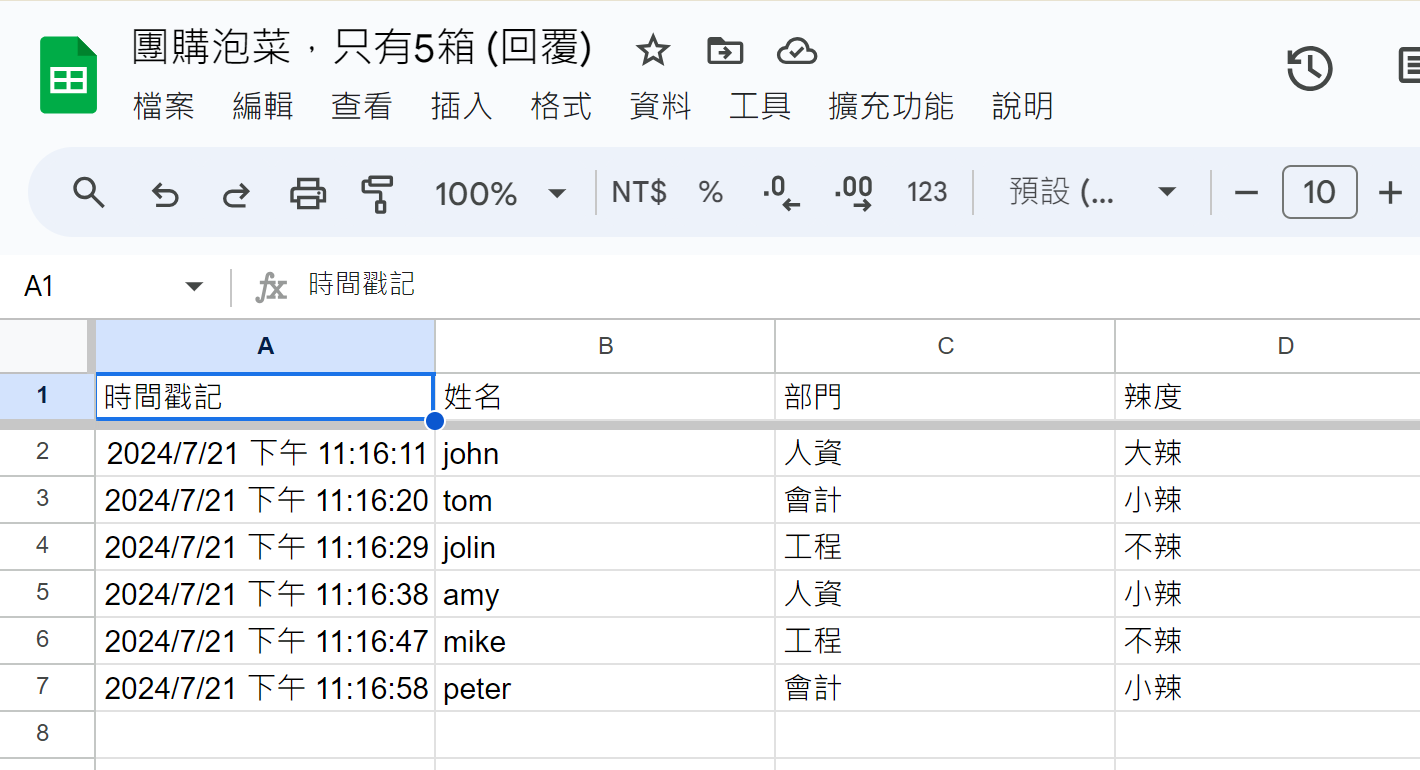 團購泡菜，只有5箱 (回覆)
檔案 編輯 查看 插入 格式 資料 工具 擴充功能 說明
100% NT$ % .0 .00 123 預設 (... 10
A1 fx 時間戳記
A B C D
1 時間戳記 姓名 部門 辣度
2 2024/7/21 下午 11:16:11 john 人資 大辣
3 2024/7/21 下午 11:16:20 tom 會計 小辣
4 2024/7/21 下午 11:16:29 jolin 工程 不辣
5 2024/7/21 下午 11:16:38 amy 人資 小辣
6 2024/7/21 下午 11:16:47 mike 工程 不辣
7 2024/7/21 下午 11:16:58 peter 會計 小辣
8